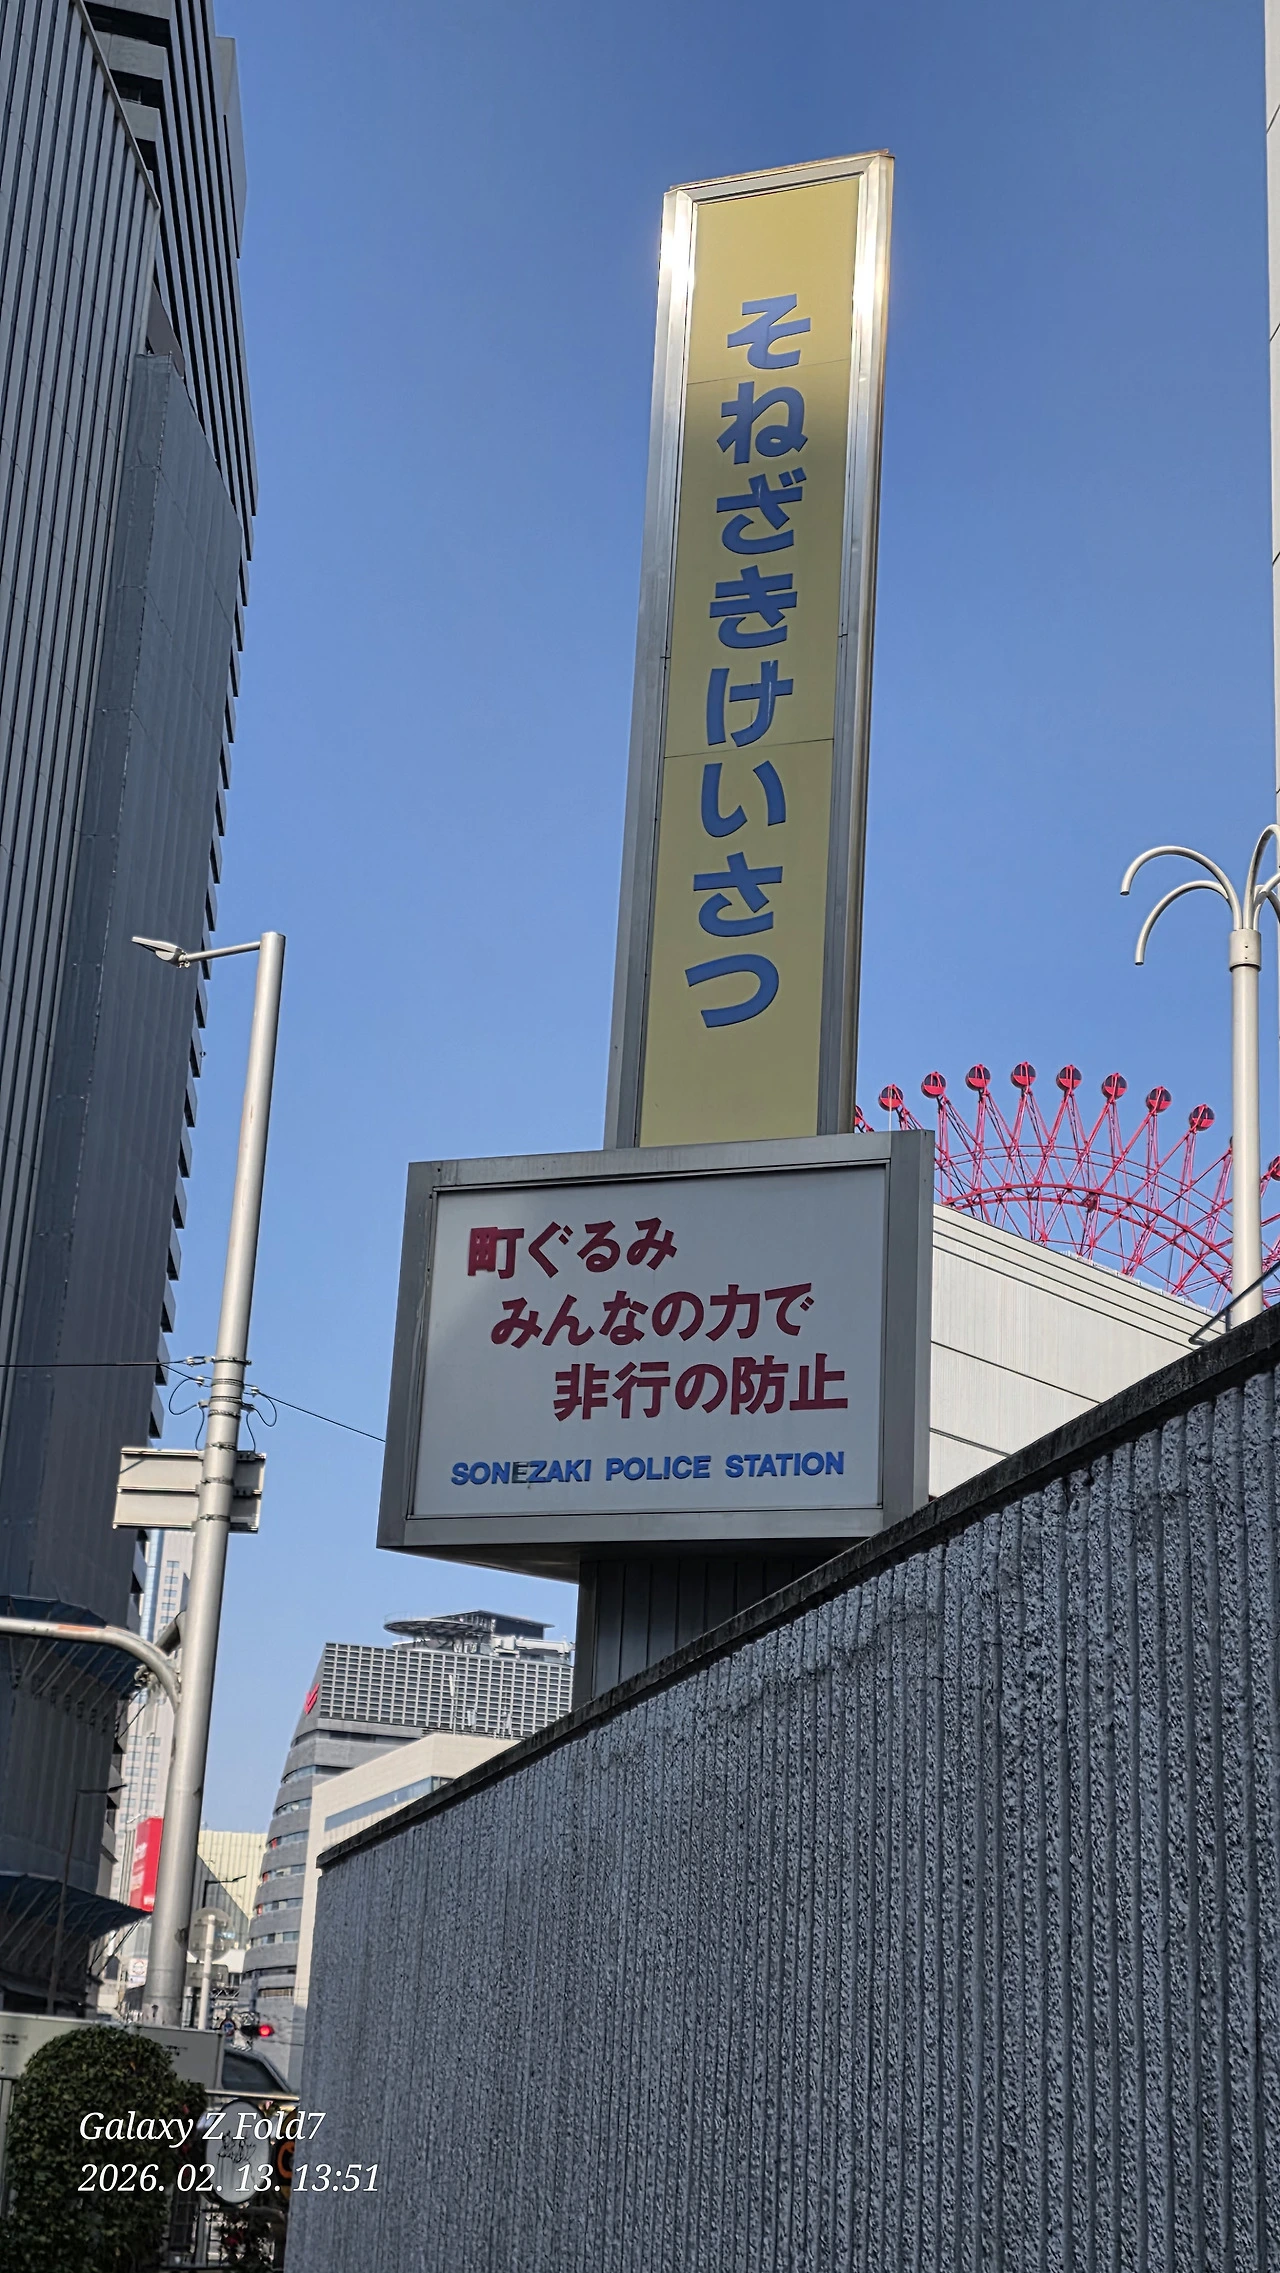 そねざきけいさつ
町ぐるみ
みんなの力で
非行の防止
SONEZAKI POLICE STATION
Galaxy Z Fold7
2026. 02. 13. 13:51